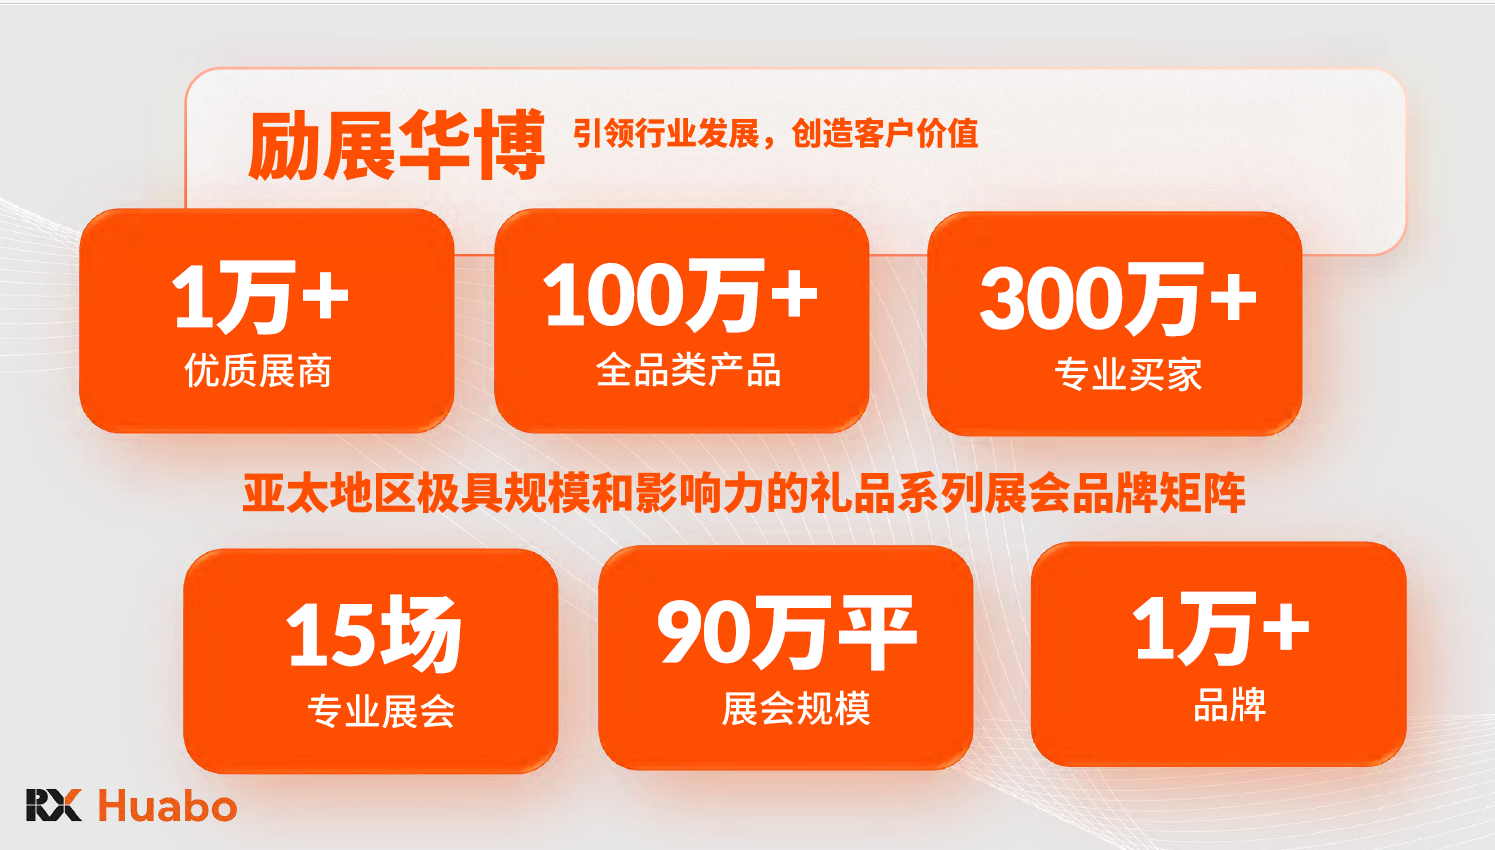 励展华博
引领行业发展，创造客户价值
1万+
优质展商
100万+
全品类产品
300万+
专业买家
亚太地区极具规模和影响力的礼品系列展会品牌矩阵
15场
专业展会
90万平
展会规模
1万+
品牌
RX Huabo